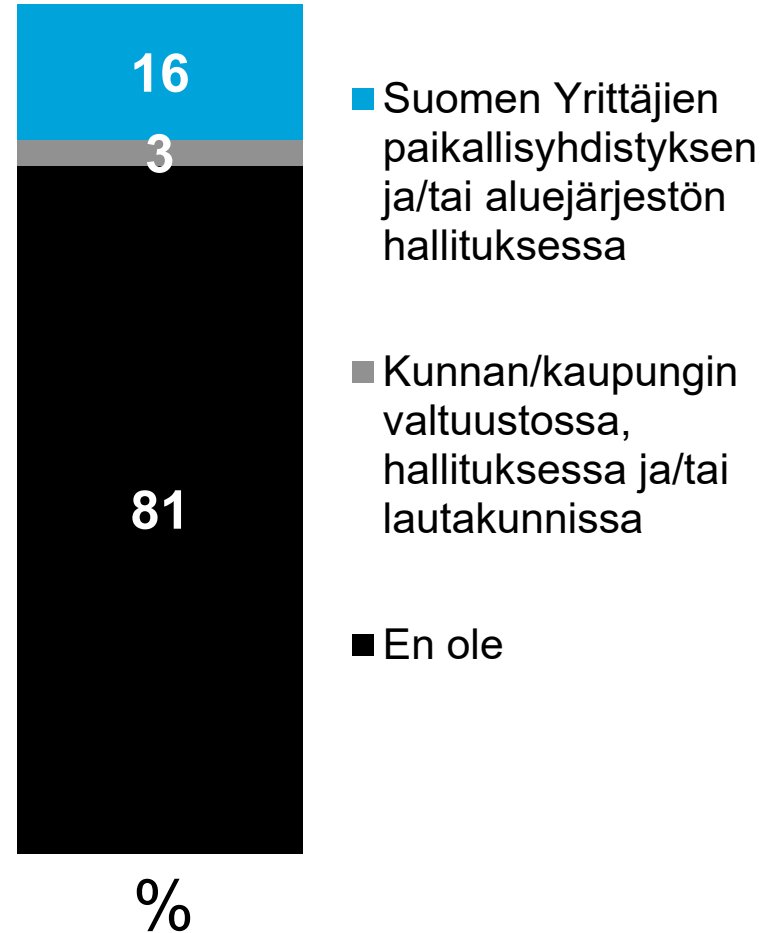 16
3
81
%
Suomen Yrittäjien
paikallisyhdistyksen
ja/tai aluejärjestön
hallituksessa
Kunnan/kaupungin
valtuustossa,
hallituksessa ja/tai
lautakunnissa
En ole